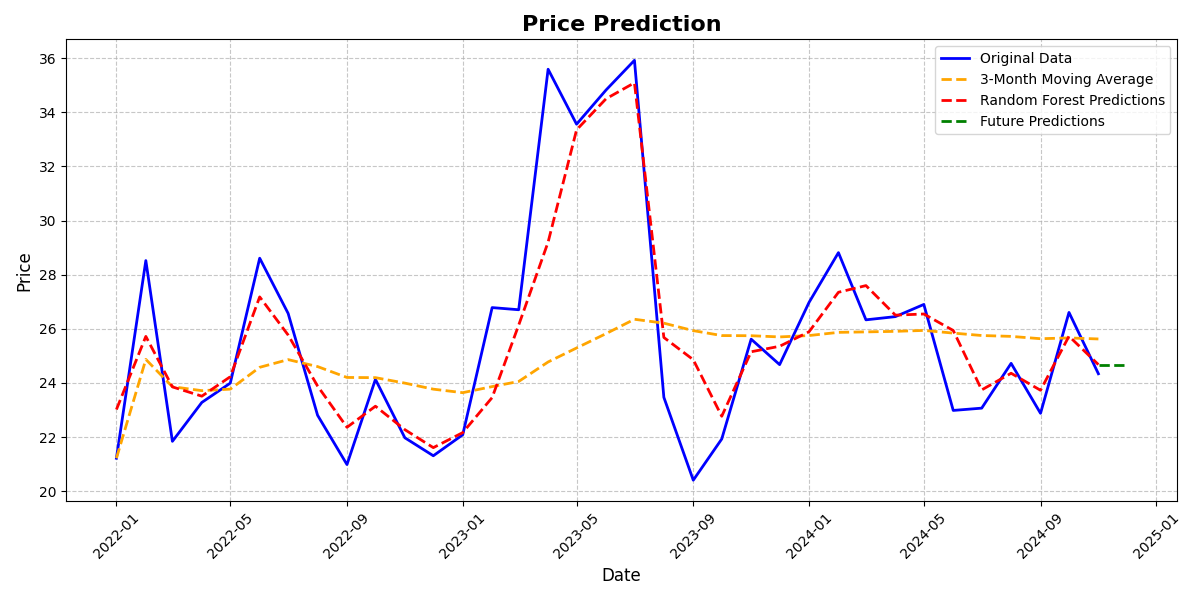 Price Prediction
Original Data
3-Month Moving Average
Random Forest Predictions
Future Predictions
Price
36
34
32
30
28
26
24
22
20
2022-01
2022-05
2022-09
2023-01
2023-05
2023-09
2024-01
2024-05
2024-09
2025-01
Date